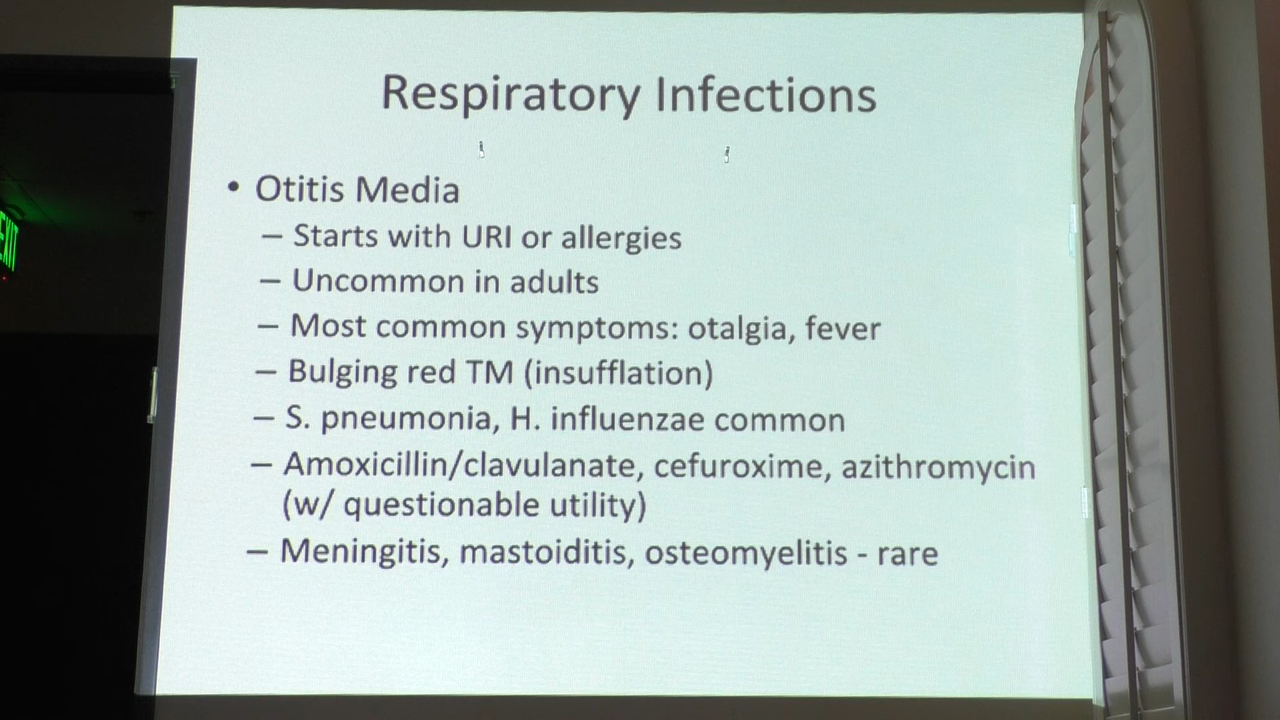 Respiratory Infections
• Otitis Media
– Starts with URI or allergies
– Uncommon in adults
– Most common symptoms: otalgia, fever
– Bulging red TM (insufflation)
– S. pneumonia, H. influenzae common
– Amoxicillin/clavulanate, cefuroxime, azithromycin
(w/ questionable utility)
– Meningitis, mastoiditis, osteomyelitis - rare
EXIT